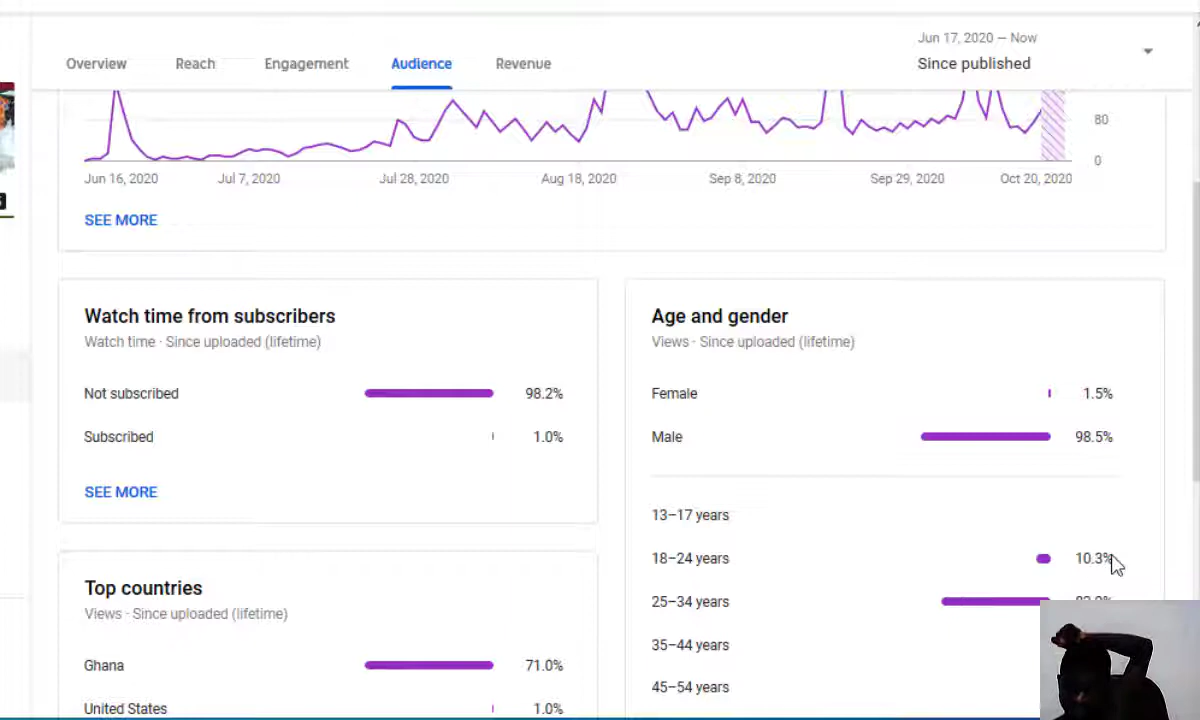 Jun 17, 2020 – Now
Overview Reach Engagement Audience Revenue Since published
80
0
Jun 16, 2020 Jul 7, 2020 Jul 28, 2020 Aug 18, 2020 Sep 8, 2020 Sep 29, 2020 Oct 20, 2020
SEE MORE
Watch time from subscribers
Watch time · Since uploaded (lifetime)
Not subscribed 98.2%
Subscribed 1.0%
SEE MORE
Age and gender
Views · Since uploaded (lifetime)
Female 1.5%
Male 98.5%
13–17 years
18–24 years 10.3%
25–34 years
35–44 years
45–54 years
Top countries
Views · Since uploaded (lifetime)
Ghana 71.0%
United States 1.0%